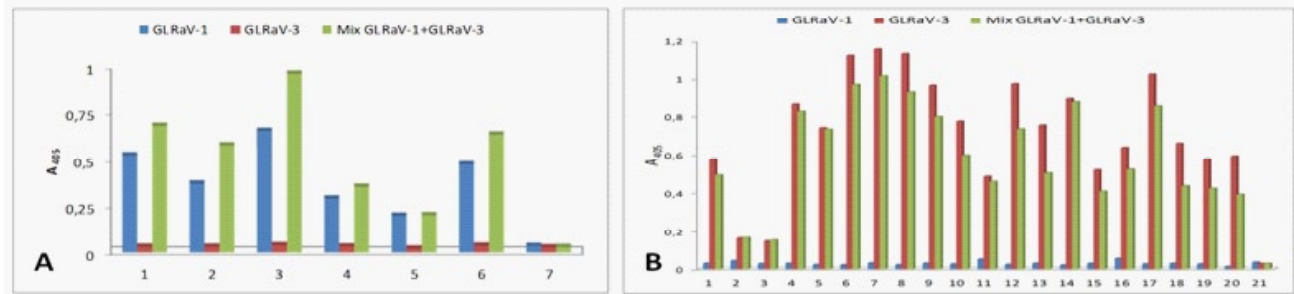 GLRaV-1 GLRaV-3 Mix GLRaV-1+GLRaV-3
1
0,75
0,5
0,25
0
A405
A
1 2 3 4 5 6 7
GLRaV-1 GLRaV-3 Mix GLRaV-1+GLRaV-3
1,2
1
0,8
0,6
0,4
0,2
0
A405
B
1 2 3 4 5 6 7 8 9 10 11 12 13 14 15 16 17 18 19 20 21